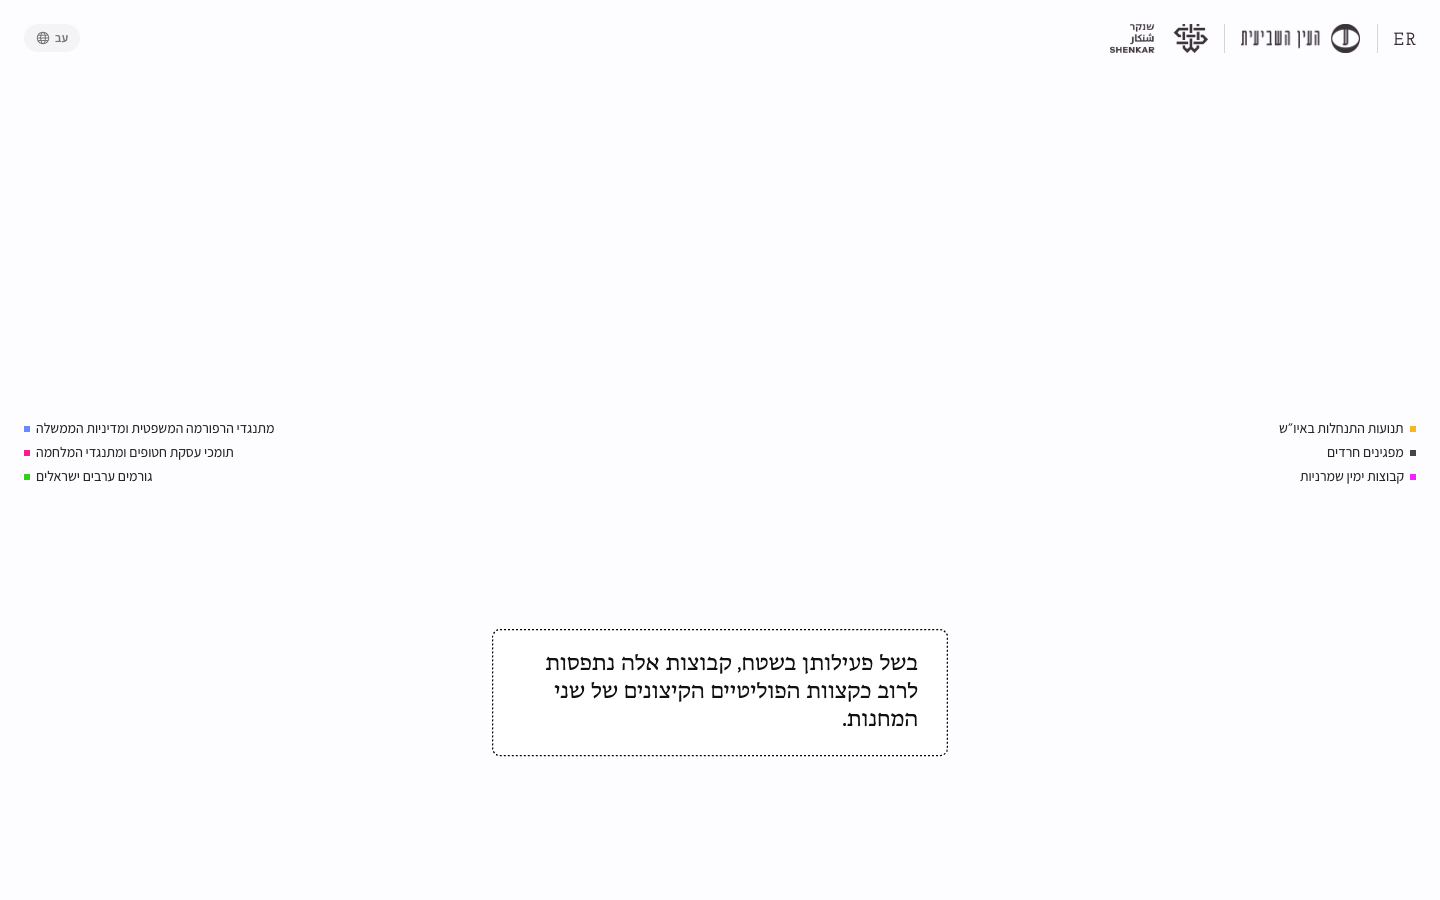 ER
העין השביעית
שנקר
شنكار
SHENKAR
עב
תנועות התנחלות באיו״ש
מפגינים חרדים
קבוצות ימין שמרניות
מתנגדי הרפורמה המשפטית ומדיניות הממשלה
תומכי עסקת חטופים ומתנגדי המלחמה
גורמים ערבים ישראלים
בשל פעילותן בשטח, קבוצות אלה נתפסות
לרוב כקצוות הפוליטיים הקיצונים של שני
המחנות.